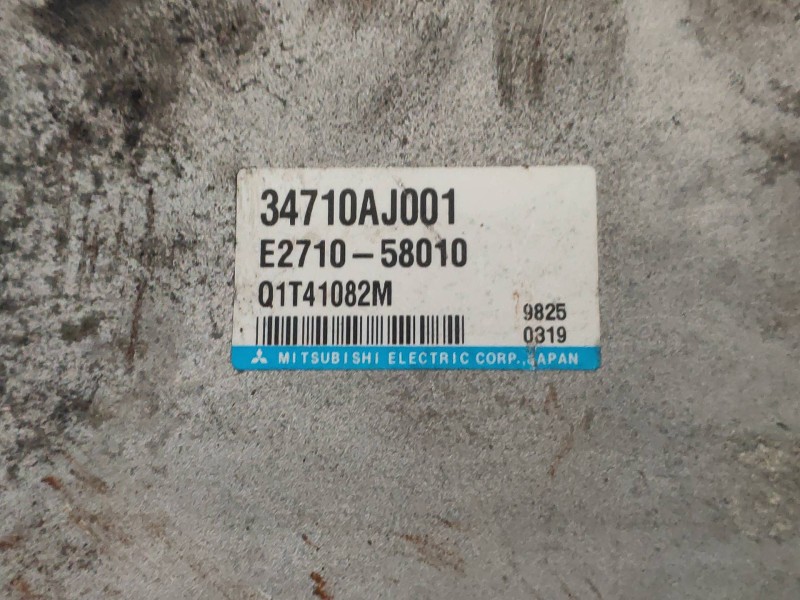 34710AJ001
E2710-58010
Q1T41082M
9825
0319
MITSUBISHI ELECTRIC CORP., JAPAN